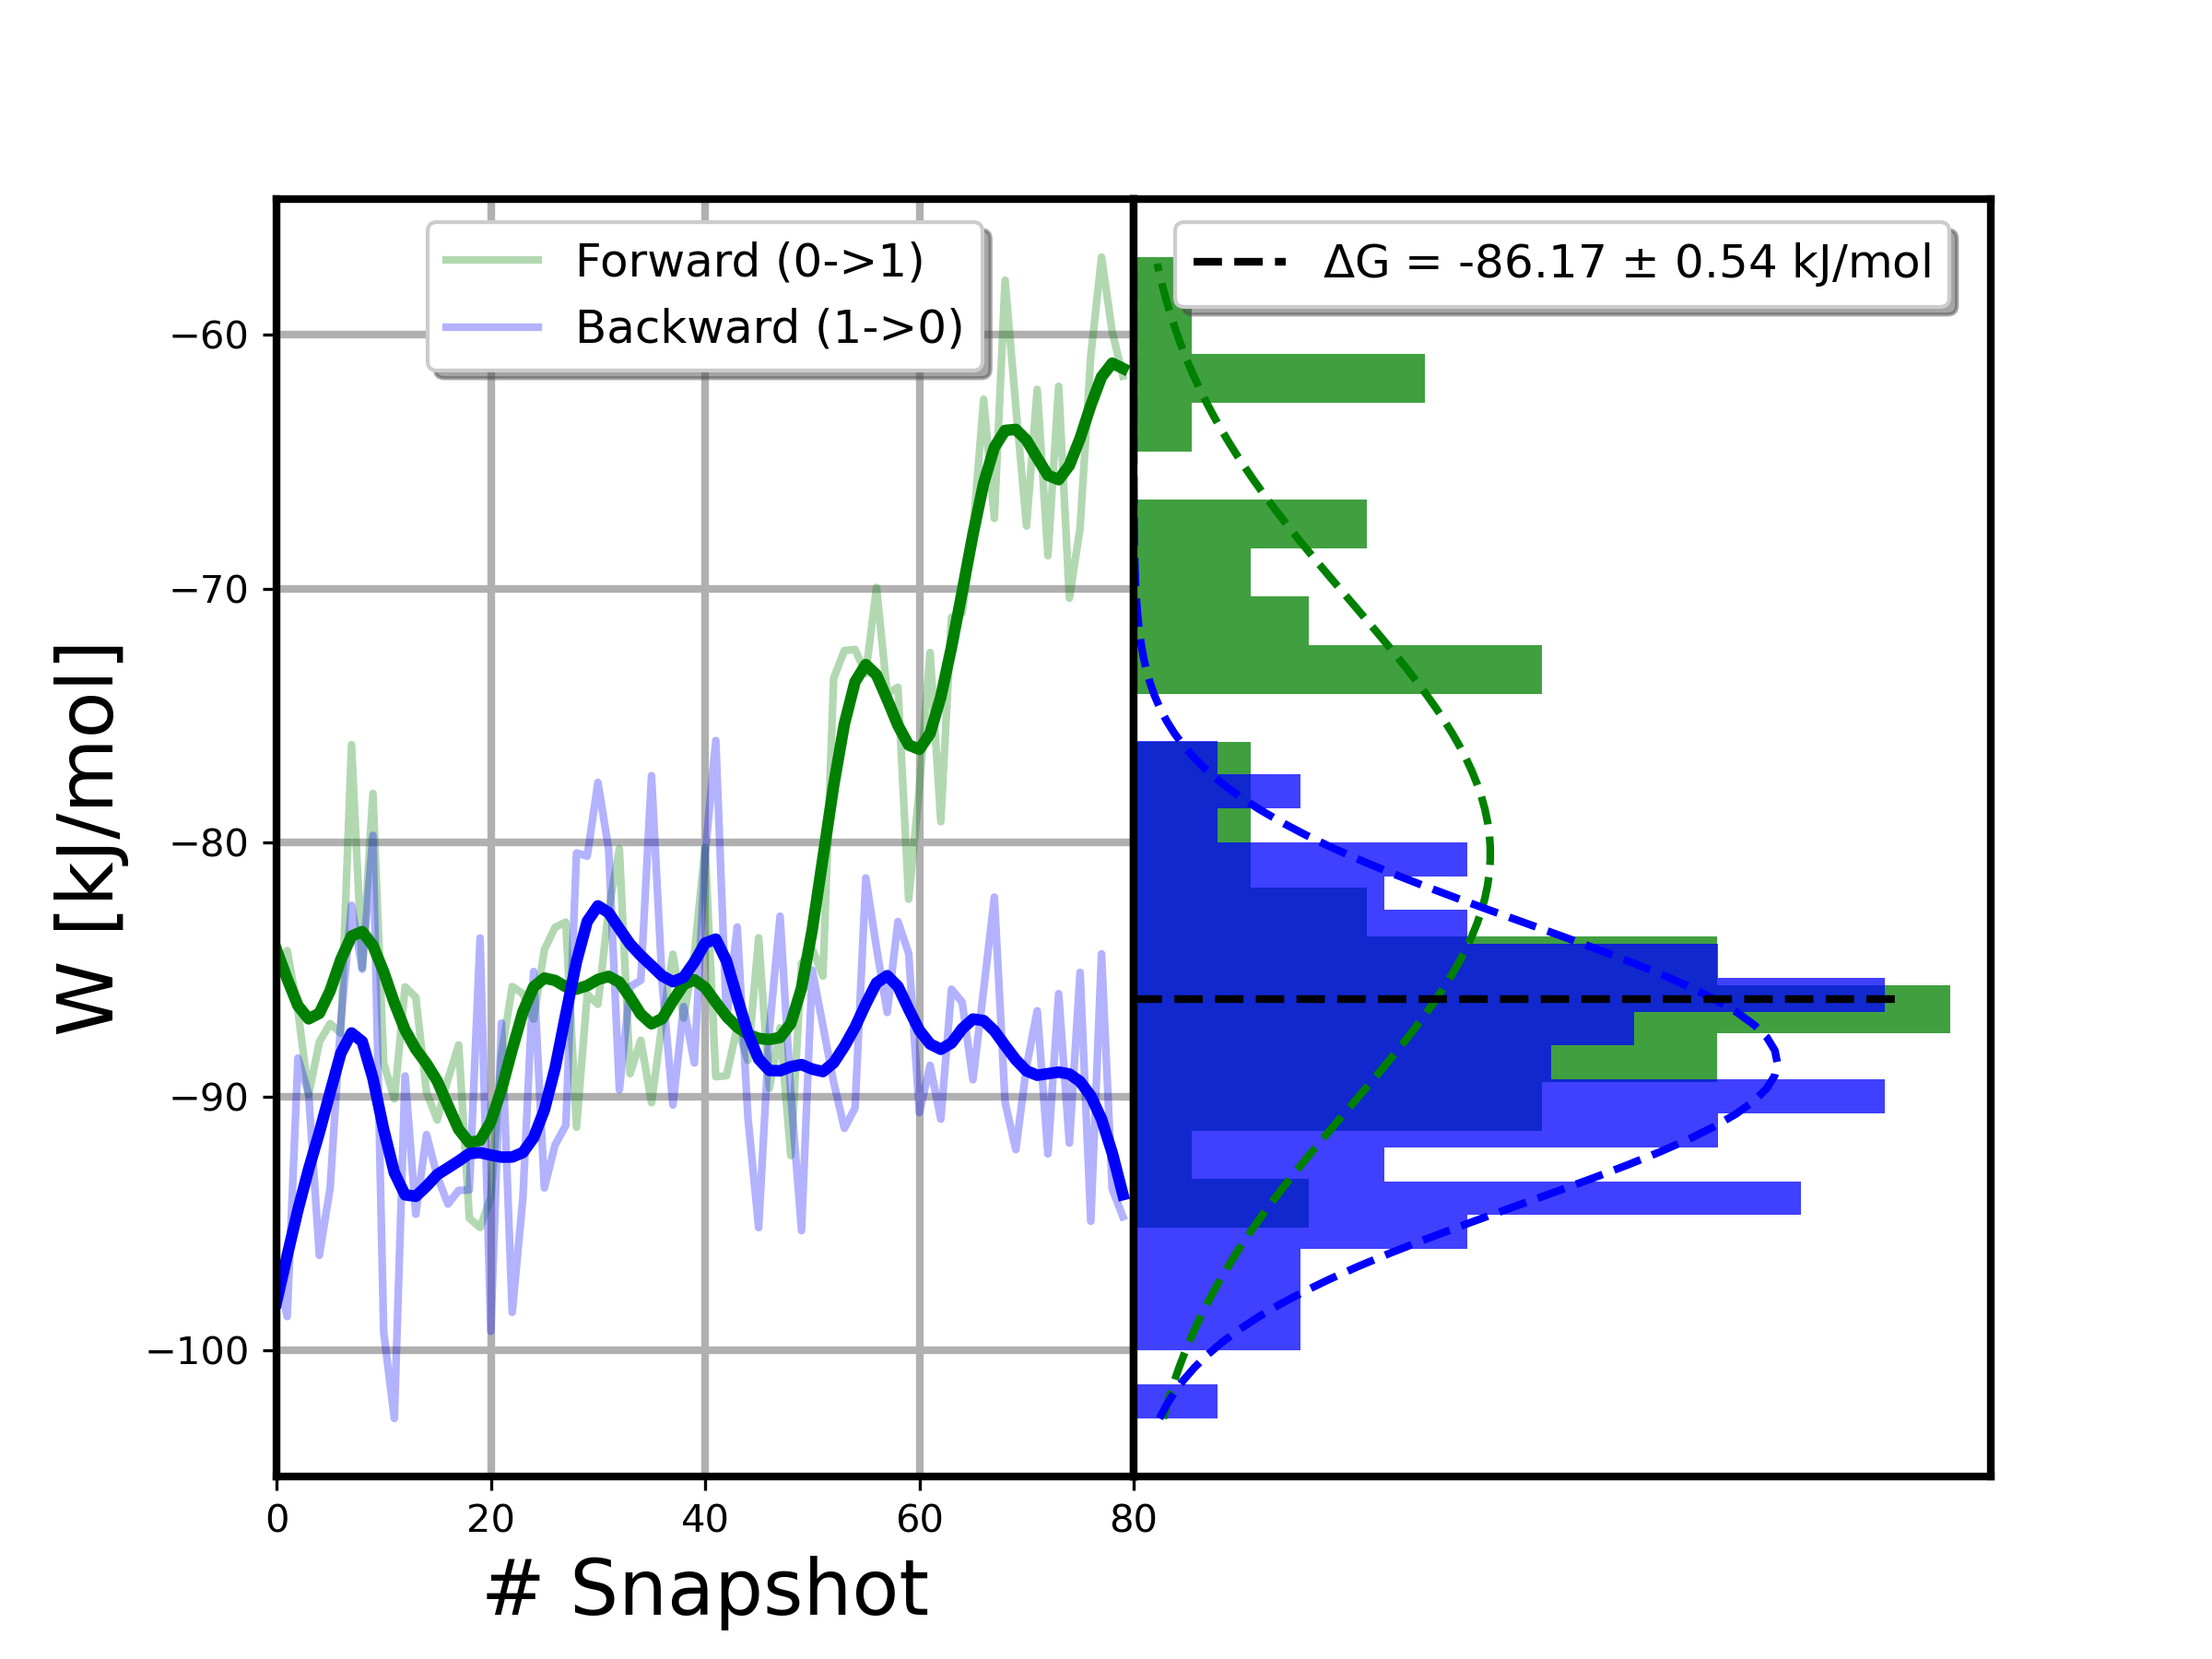 Forward (0->1)
Backward (1->0)
ΔG = -86.17 ± 0.54 kJ/mol
W [kJ/mol]
−60
−70
−80
−90
−100
0 20 40 60 80
# Snapshot